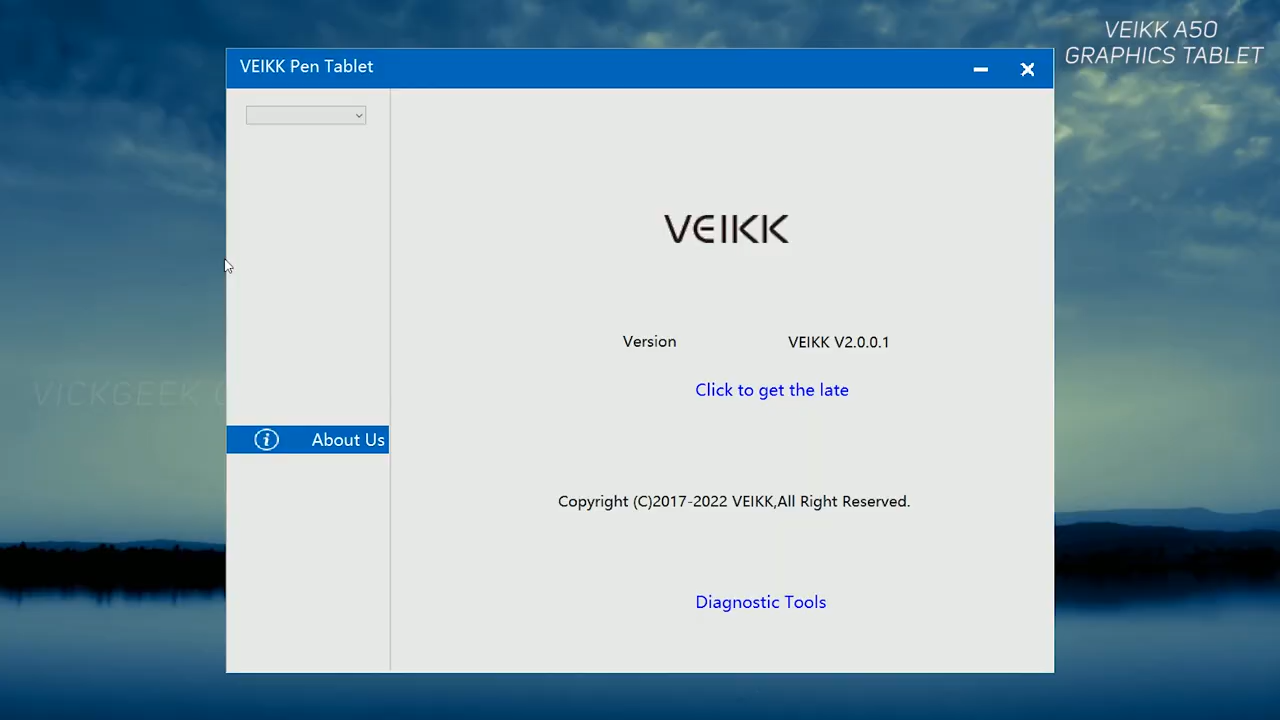 VEIKK A50
GRAPHICS TABLET
VEIKK Pen Tablet
VEIKK
Version VEIKK V2.0.0.1
Click to get the late
VICKGEEK
About Us
Copyright (C)2017-2022 VEIKK,All Right Reserved.
Diagnostic Tools